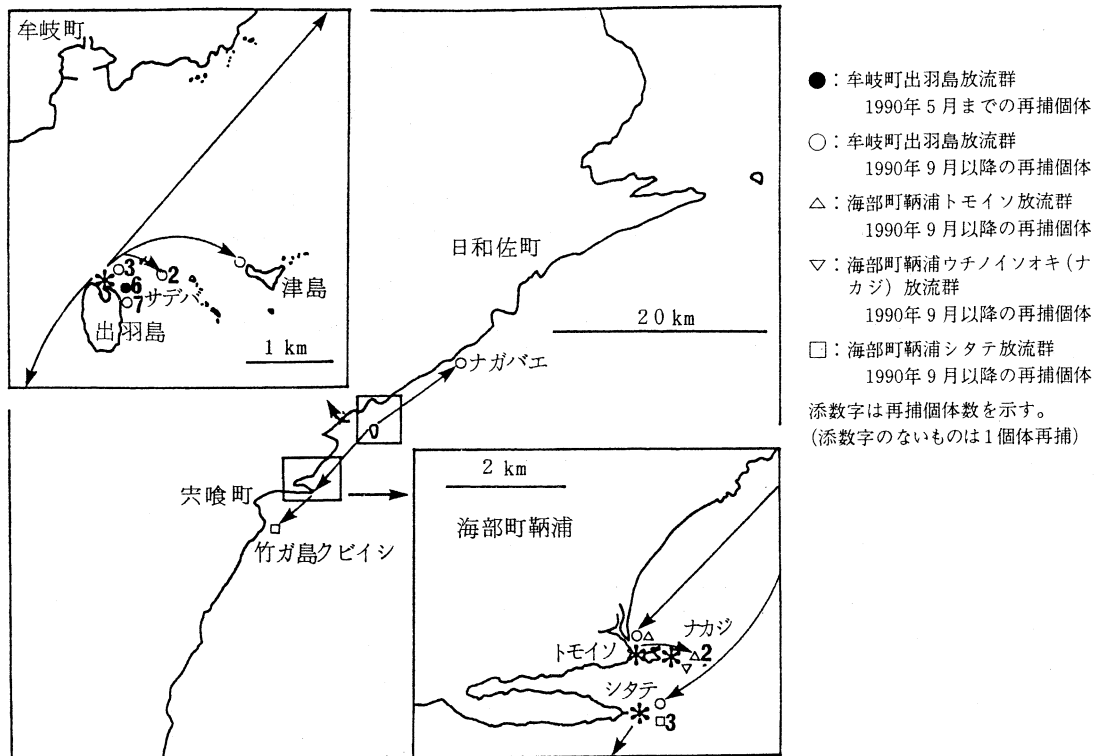 牟岐町
3
2
6
サデバ
7
津島
出羽島
1 km
日和佐町
20 km
ナガバエ
宍喰町
竹ガ島クビイシ
2 km
海部町鞆浦
ナカジ
トモイソ
2
シタテ
3
●：牟岐町出羽島放流群
1990年5月までの再捕個体
○：牟岐町出羽島放流群
1990年9月以降の再捕個体
△：海部町鞆浦トモイソ放流群
1990年9月以降の再捕個体
▽：海部町鞆浦ウチノイソオキ(ナ
カジ）放流群
1990年9月以降の再捕個体
□：海部町鞆浦シタテ放流群
1990年9月以降の再捕個体
添数字は再捕個体数を示す。
(添数字のないものは1個体再捕)